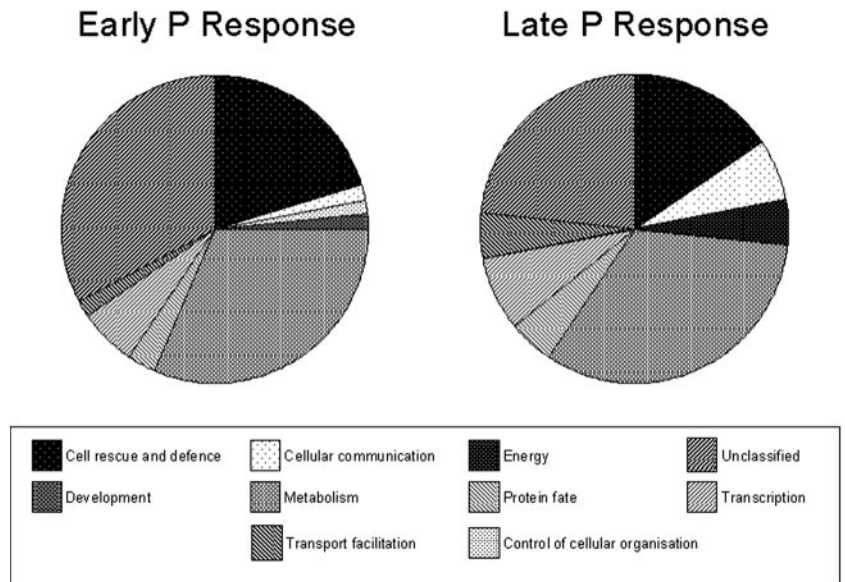 Early P Response
Late P Response
Cell rescue and defence
Cellular communication
Energy
Unclassified
Development
Metabolism
Protein fate
Transcription
Transport facilitation
Control of cellular organisation